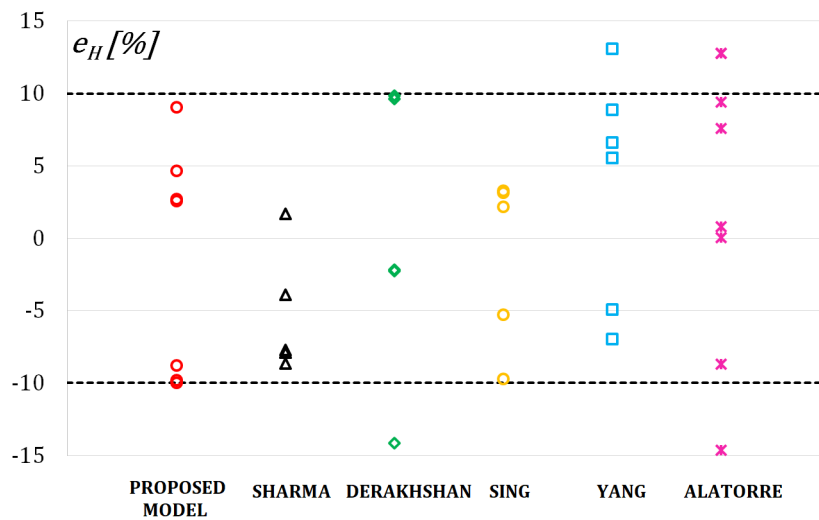 15
e_H [%]
10
5
0
-5
-10
-15
PROPOSED MODEL
SHARMA
DERAKHSHAN
SING
YANG
ALATORRE